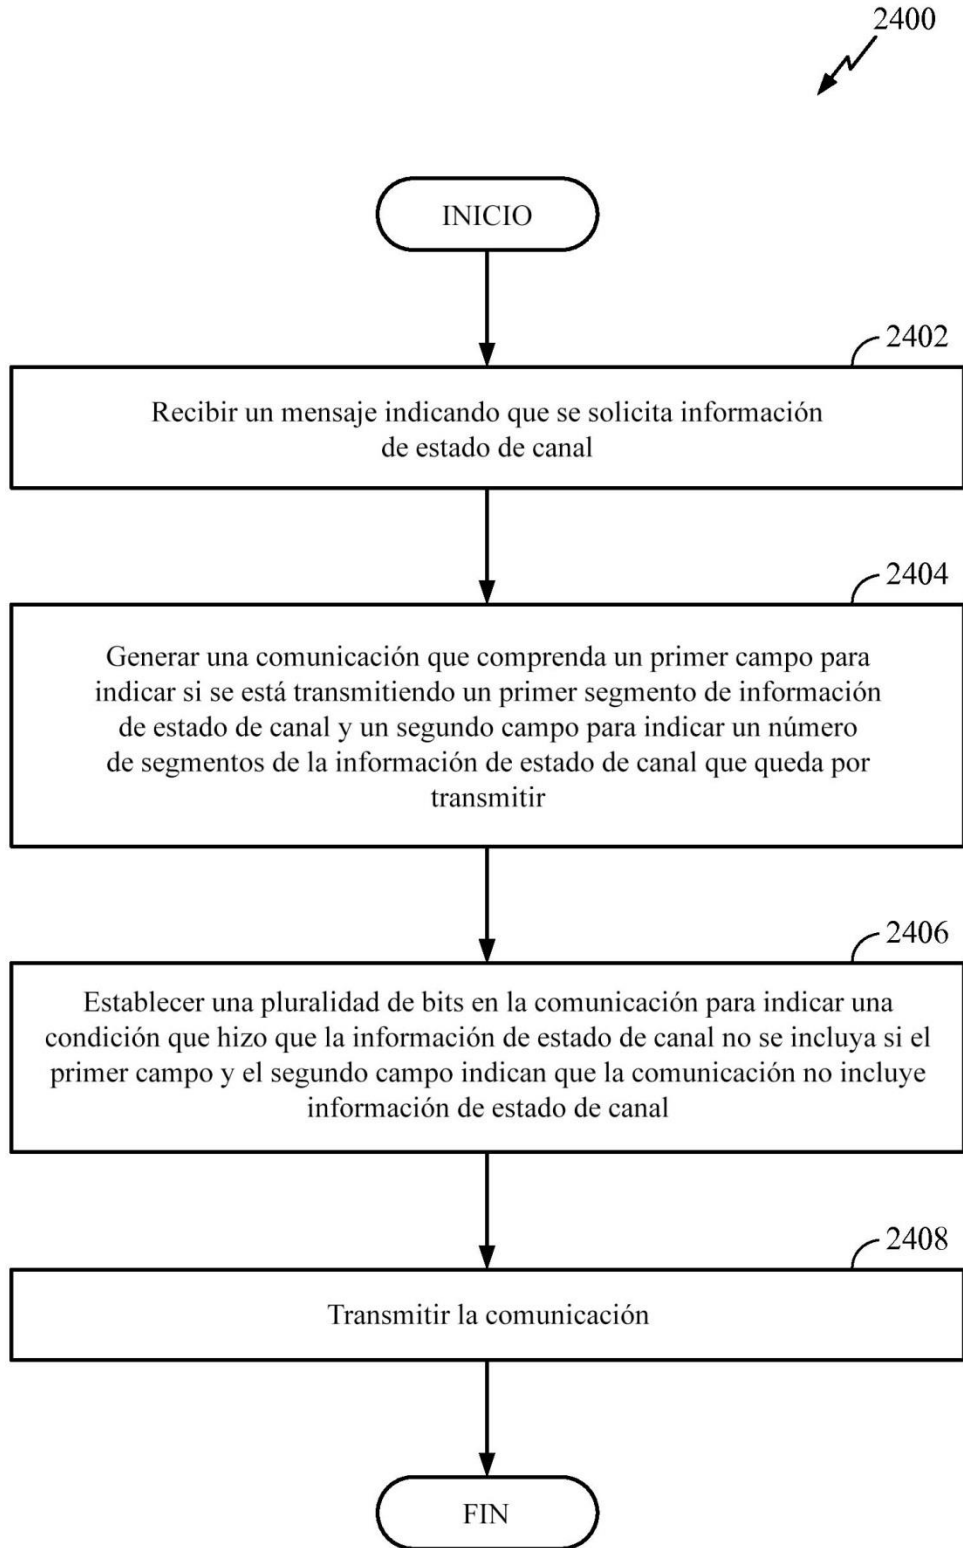 2400
INICIO
2402
Recibir un mensaje indicando que se solicita información
de estado de canal
2404
Generar una comunicación que comprenda un primer campo para
indicar si se está transmitiendo un primer segmento de información
de estado de canal y un segundo campo para indicar un número
de segmentos de la información de estado de canal que queda por
transmitir
2406
Establecer una pluralidad de bits en la comunicación para indicar una
condición que hizo que la información de estado de canal no se incluya si el
primer campo y el segundo campo indican que la comunicación no incluye
información de estado de canal
2408
Transmitir la comunicación
FIN